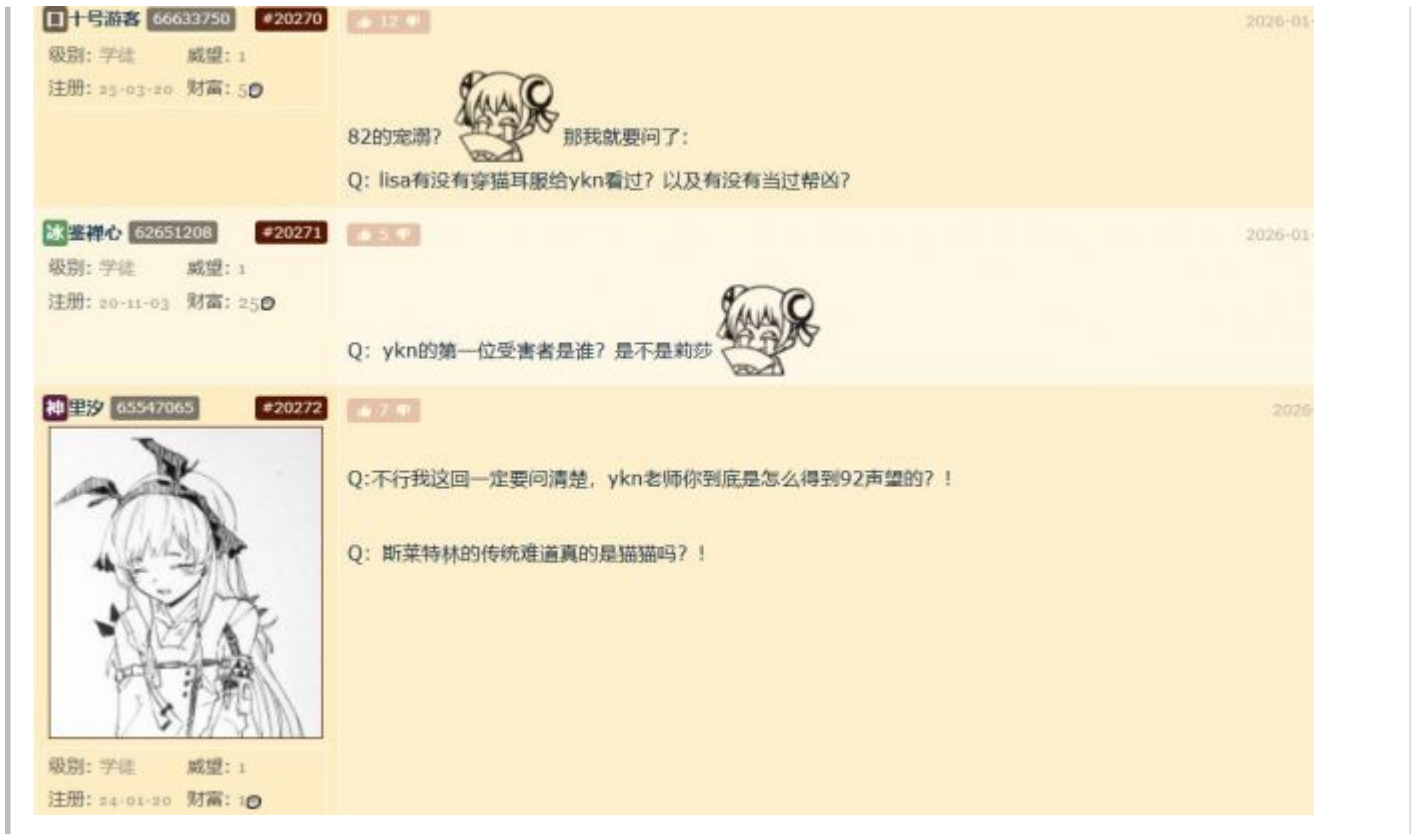 十号游客 66633750 #20270 12 2026-01-
级别: 学徒 威望: 1
注册: 25-03-20 财富: 5
82的宠溺? 那我就要问了:
Q: lisa有没有穿猫耳服给ykn看过? 以及有没有当过帮凶?
冰鉴禅心 62651208 #20271 5 2026-01-
级别: 学徒 威望: 1
注册: 20-11-03 财富: 25
Q: ykn的第一位受害者是谁? 是不是莉莎
神里汐 65547065 #20272 7 2026
Q:不行我这回一定要问清楚, ykn老师你到底是怎么得到92声望的? !
Q: 斯莱特林的传统难道真的是猫猫吗? !
级别: 学徒 威望: 1
注册: 24-01-20 财富: 1